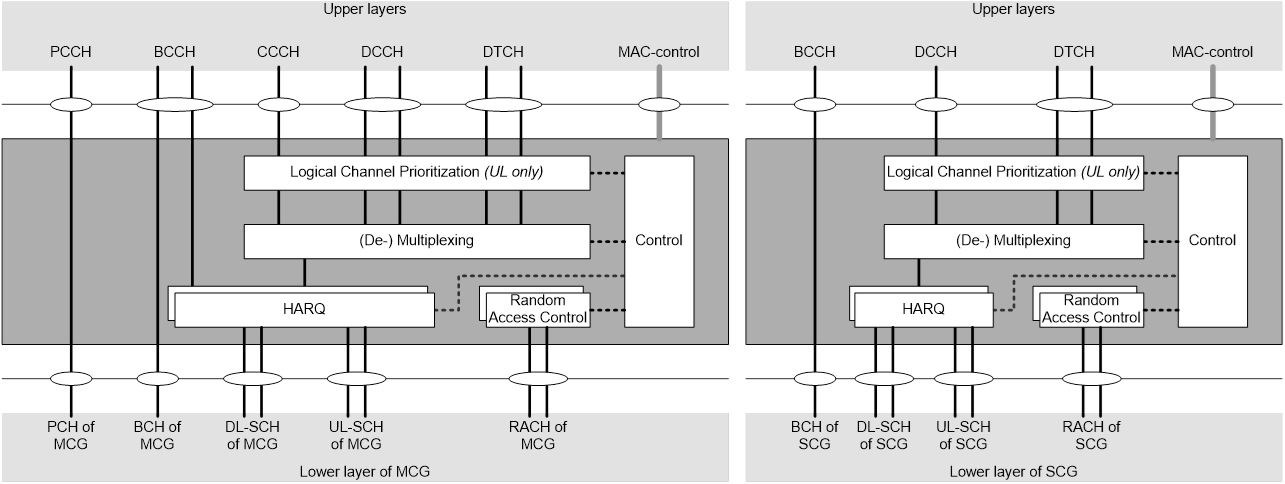 Upper layers
PCCH BCCH CCCH DCCH DTCH MAC-control
Logical Channel Prioritization (UL only)
(De-) Multiplexing
Control
HARQ
Random
Access Control
PCH of
MCG
BCH of
MCG
DL-SCH
of MCG
UL-SCH
of MCG
RACH of
MCG
Lower layer of MCG
Upper layers
BCCH DCCH DTCH MAC-control
Logical Channel Prioritization (UL only)
(De-) Multiplexing
Control
HARQ
Random
Access Control
BCH of
SCG
DL-SCH
of SCG
UL-SCH
of SCG
RACH of
SCG
Lower layer of SCG